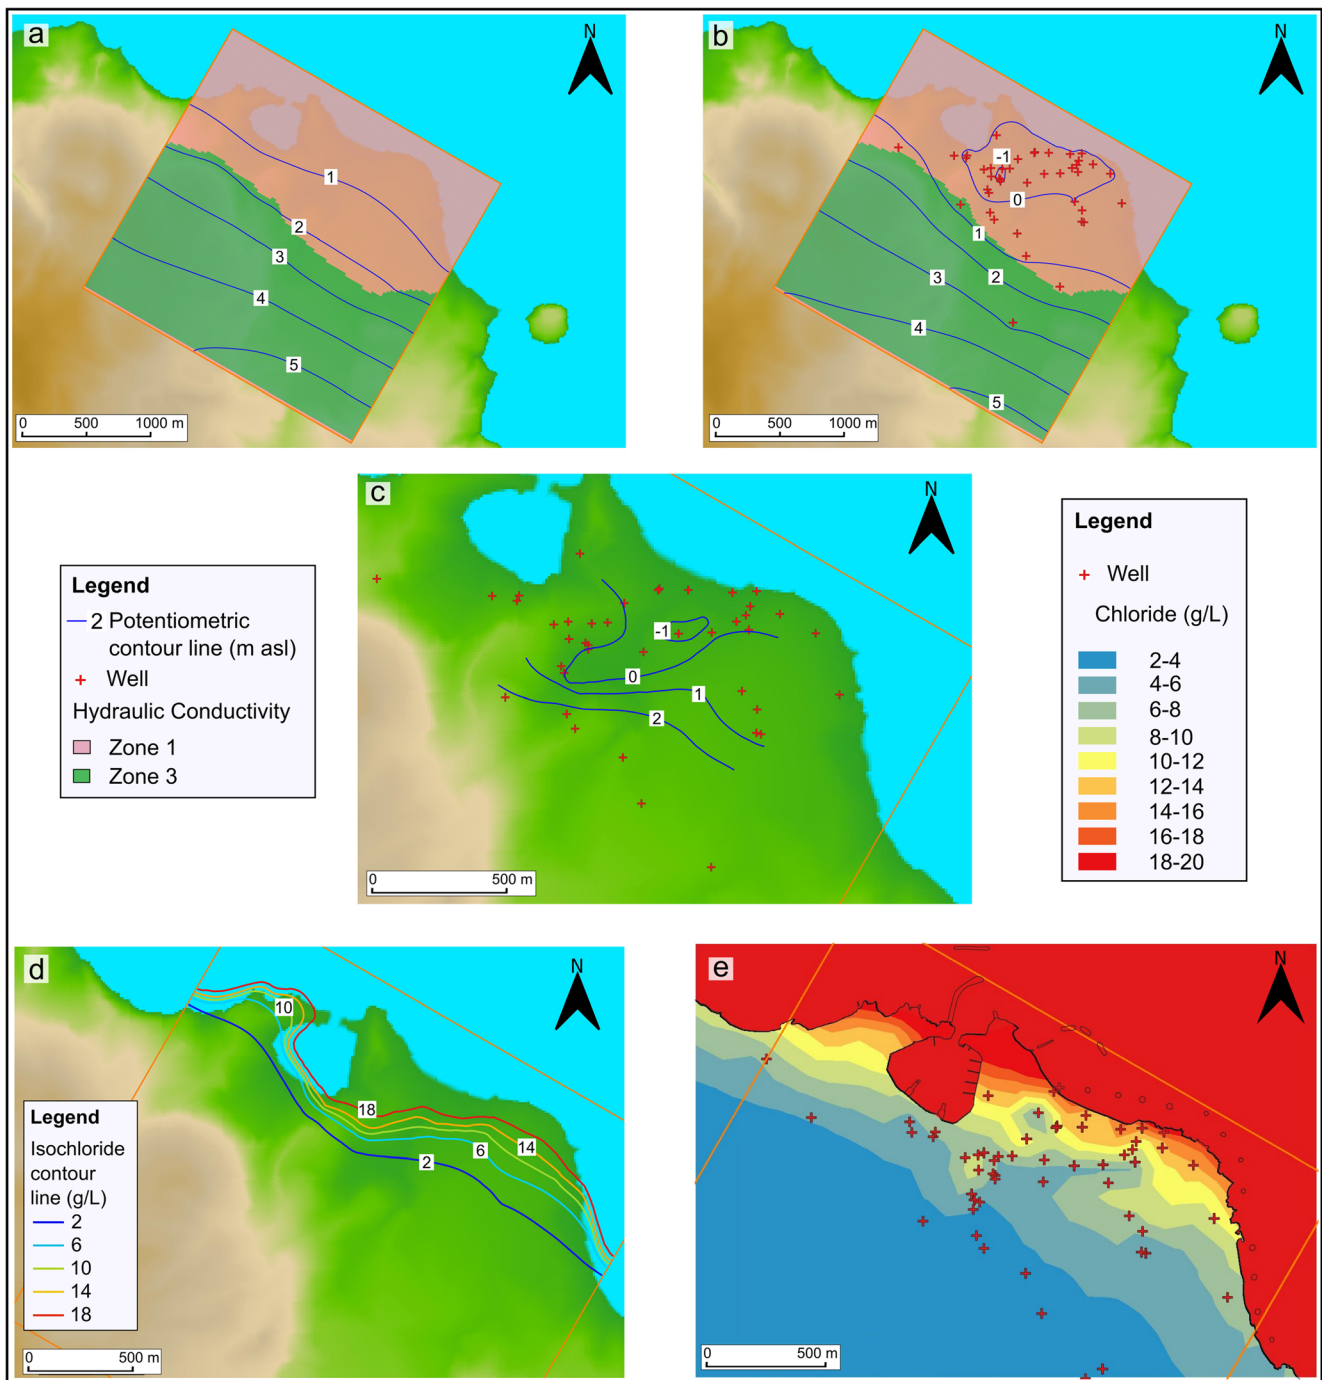 a
N
1
2
3
4
5
0 500 1000 m
b
N
-1
0
1
2
3
4
5
0 500 1000 m
c
N
-1
0
1
2
0 500 m
Legend
2 Potentiometric
contour line (m asl)
Well
Hydraulic Conductivity
Zone 1
Zone 3
Legend
Well
Chloride (g/L)
2-4
4-6
6-8
8-10
10-12
12-14
14-16
16-18
18-20
d
N
10
18
14
6
2
Legend
Isochloride
contour
line (g/L)
2
6
10
14
18
0 500 m
e
N
0 500 m